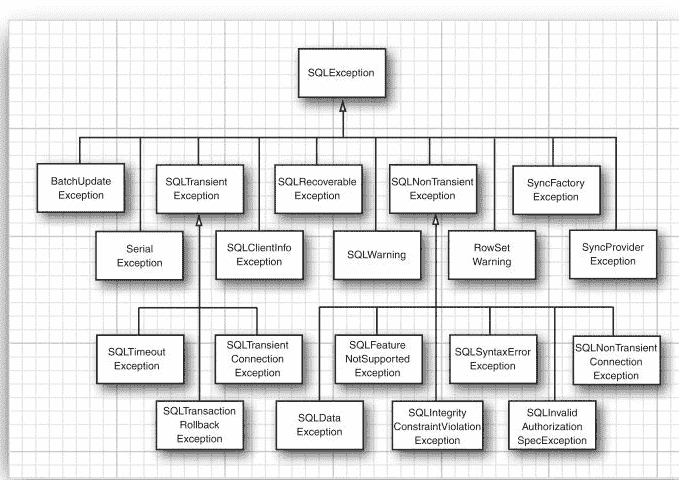 SQLException
BatchUpdate
Exception
SQLTransient
Exception
SQLRecoverable
Exception
SQLNonTransient
Exception
SyncFactory
Exception
Serial
Exception
SQLClientInfo
Exception
SQLWarning
RowSet
Warning
SyncProvider
Exception
SQLTimeout
Exception
SQLTransient
Connection
Exception
SQLFeature
NotSupported
Exception
SQLSyntaxError
Exception
SQLNonTransient
Connection
Exception
SQLTransaction
Rollback
Exception
SQLData
Exception
SQLIntegrity
ConstraintViolation
Exception
SQLInvalid
Authorization
SpecException